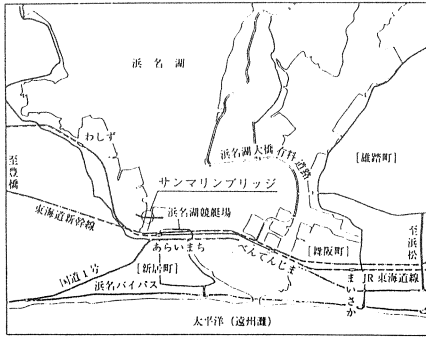 浜名湖
わしず
浜名湖大橋有料道路
[雄踏町]
至豊橋
サンマリンブリッジ
浜名湖競艇場
東海道新幹線
あらいまち
べんてんじま
[舞阪町]
至浜松
国道1号
[新居町]
まいさか
JR東海道線
浜名バイパス
太平洋(遠州灘)